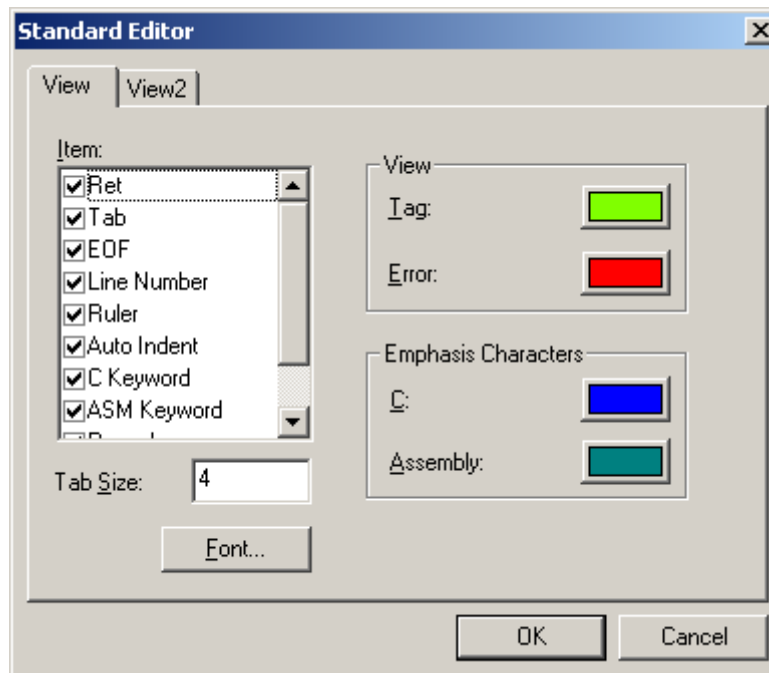 Standard Editor
View
View2
Item:
Ret
Tab
EOF
Line Number
Ruler
Auto Indent
C Keyword
ASM Keyword
Tab Size:
4
Font...
View
Tag:
Error:
Emphasis Characters
C:
Assembly:
OK
Cancel